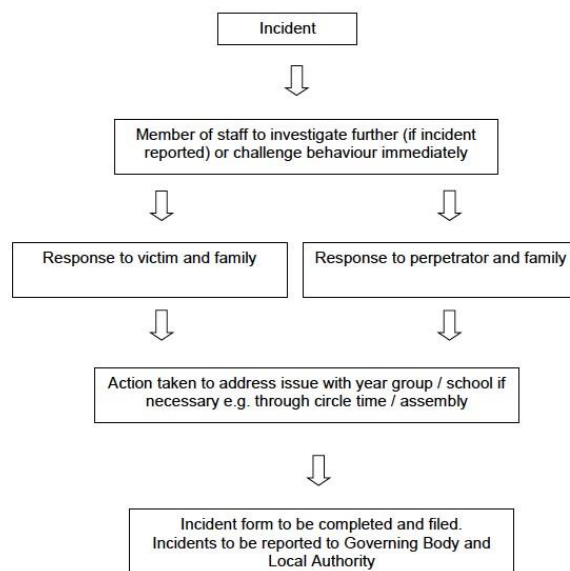 Incident
Member of staff to investigate further (if incident
reported) or challenge behaviour immediately
Response to victim and family
Response to perpetrator and family
Action taken to address issue with year group / school if
necessary e.g. through circle time / assembly
Incident form to be completed and filed.
Incidents to be reported to Governing Body and
Local Authority